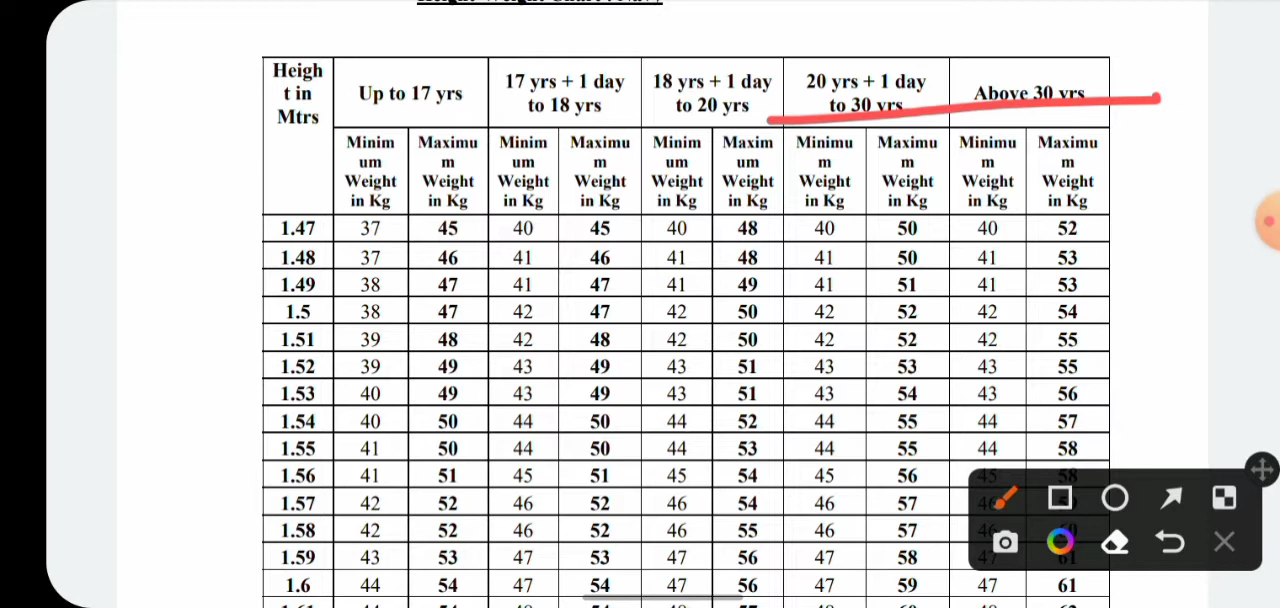 Heigh
t in
Mtrs
Up to 17 yrs
17 yrs + 1 day
to 18 yrs
18 yrs + 1 day
to 20 yrs
20 yrs + 1 day
to 30 yrs
Above 30 yrs
Minim Maximu Minim Maximu Minim Maxim Minimu Maximu Minimu Maximu
um m um m um um m m m m
Weight Weight Weight Weight Weight Weight Weight Weight Weight Weight
in Kg in Kg in Kg in Kg in Kg in Kg in Kg in Kg in Kg in Kg
1.47 37 45 40 45 40 48 40 50 40 52
1.48 37 46 41 46 41 48 41 50 41 53
1.49 38 47 41 47 41 49 41 51 41 53
1.5 38 47 42 47 42 50 42 52 42 54
1.51 39 48 42 48 42 50 42 52 42 55
1.52 39 49 43 49 43 51 43 53 43 55
1.53 40 49 43 49 43 51 43 54 43 56
1.54 40 50 44 50 44 52 44 55 44 57
1.55 41 50 44 50 44 53 44 55 44 58
1.56 41 51 45 51 45 54 45 56 45 58
1.57 42 52 46 52 46 54 46 57
1.58 42 52 46 52 46 55 46 57
1.59 43 53 47 53 47 56 47 58 47 61
1.6 44 54 47 54 47 56 47 59 47 61